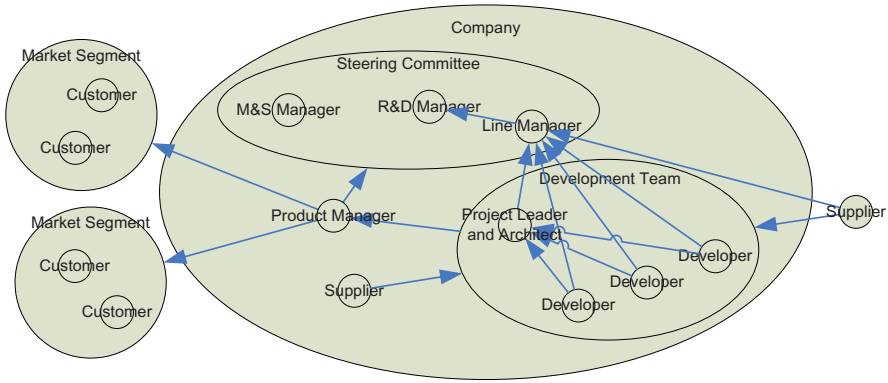 Company
Market Segment
Customer
Customer
Steering Committee
M&S Manager
R&D Manager
Line Manager
Development Team
Market Segment
Customer
Customer
Product Manager
Project Leader
and Architect
Supplier
Developer
Developer
Developer
Supplier